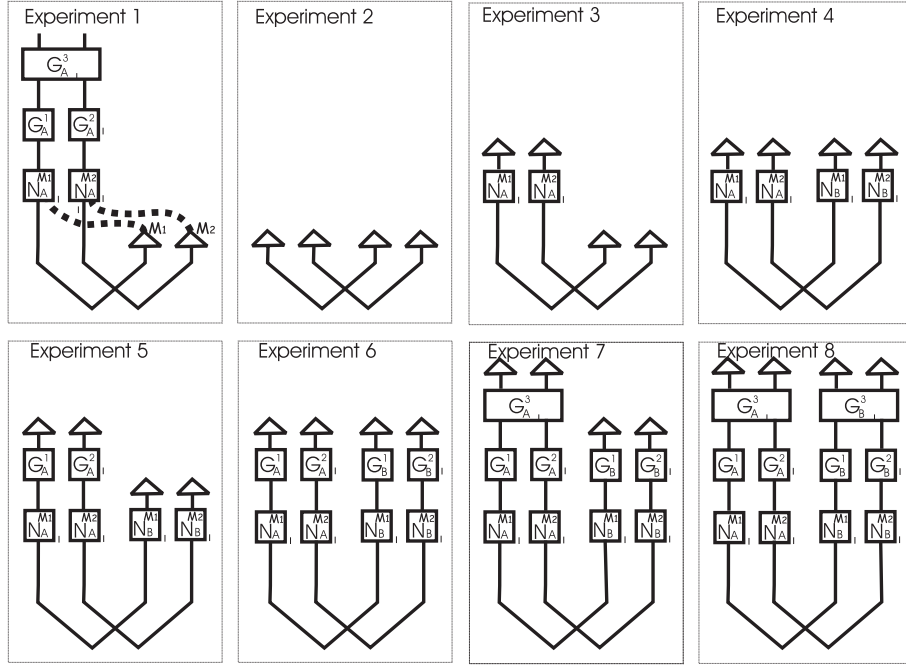 Experiment 1
Experiment 2
Experiment 3
Experiment 4
G_A^3
G_A^1 G_A^2
N_A^M1 N_A^M2
M1 M2
N_A^M1 N_A^M2
N_A^M1 N_A^M2 N_B^M1 N_B^M2
Experiment 5
Experiment 6
Experiment 7
Experiment 8
G_A^3
G_A^3 G_B^3
G_A^1 G_A^2
G_A^1 G_A^2 G_B^1 G_B^2
G_A^1 G_A^2 G_B^1 G_B^2
G_A^1 G_A^2 G_B^1 G_B^2
N_A^M1 N_A^M2 N_B^M1 N_B^M2
N_A^M1 N_A^M2 N_B^M1 N_B^M2
N_A^M1 N_A^M2 N_B^M1 N_B^M2
N_A^M1 N_A^M2 N_B^M1 N_B^M2